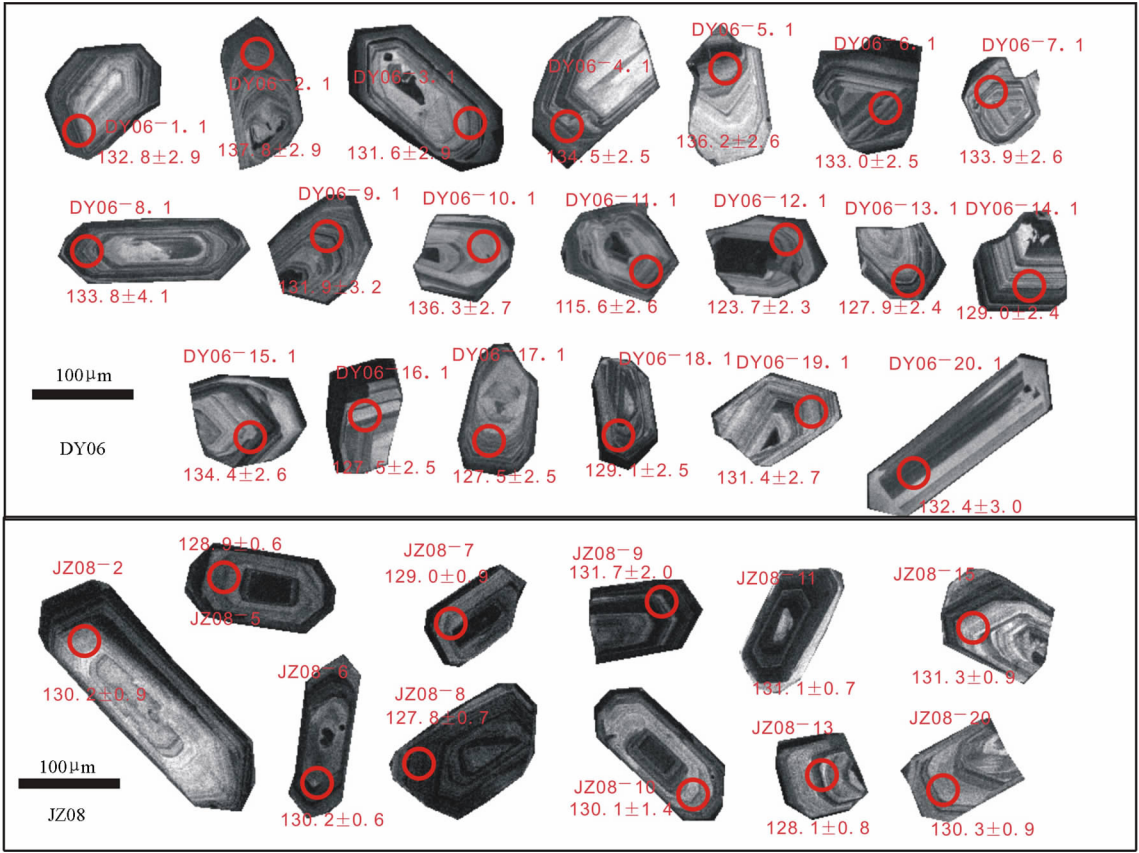 DY06-1. 1
132. 8±2. 9
DY06-2. 1
137. 8±2. 9
DY06-3. 1
131. 6±2. 9
DY06-4. 1
134. 5±2. 5
DY06-5. 1
136. 2±2. 6
DY06-6. 1
133. 0±2. 5
DY06-7. 1
133. 9±2. 6
DY06-8. 1
133. 8±4. 1
DY06-9. 1
131. 9±3. 2
DY06-10. 1
136. 3±2. 7
DY06-11. 1
115. 6±2. 6
DY06-12. 1
123. 7±2. 3
DY06-13. 1
127. 9±2. 4
DY06-14. 1
129. 0±2. 4
100μm
DY06
DY06-15. 1
134. 4±2. 6
DY06-16. 1
127. 5±2. 5
DY06-17. 1
127. 5±2. 5
DY06-18. 1
129. 1±2. 5
DY06-19. 1
131. 4±2. 7
DY06-20. 1
132. 4±3. 0
JZ08-2
130. 2±0. 9
128. 9±0. 6
JZ08-5
JZ08-6
130. 2±0. 6
JZ08-7
129. 0±0. 9
JZ08-8
127. 8±0. 7
JZ08-9
131. 7±2. 0
JZ08-10
130. 1±1. 4
JZ08-11
131. 1±0. 7
JZ08-13
128. 1±0. 8
JZ08-15
131. 3±0. 9
JZ08-20
130. 3±0. 9
100μm
JZ08